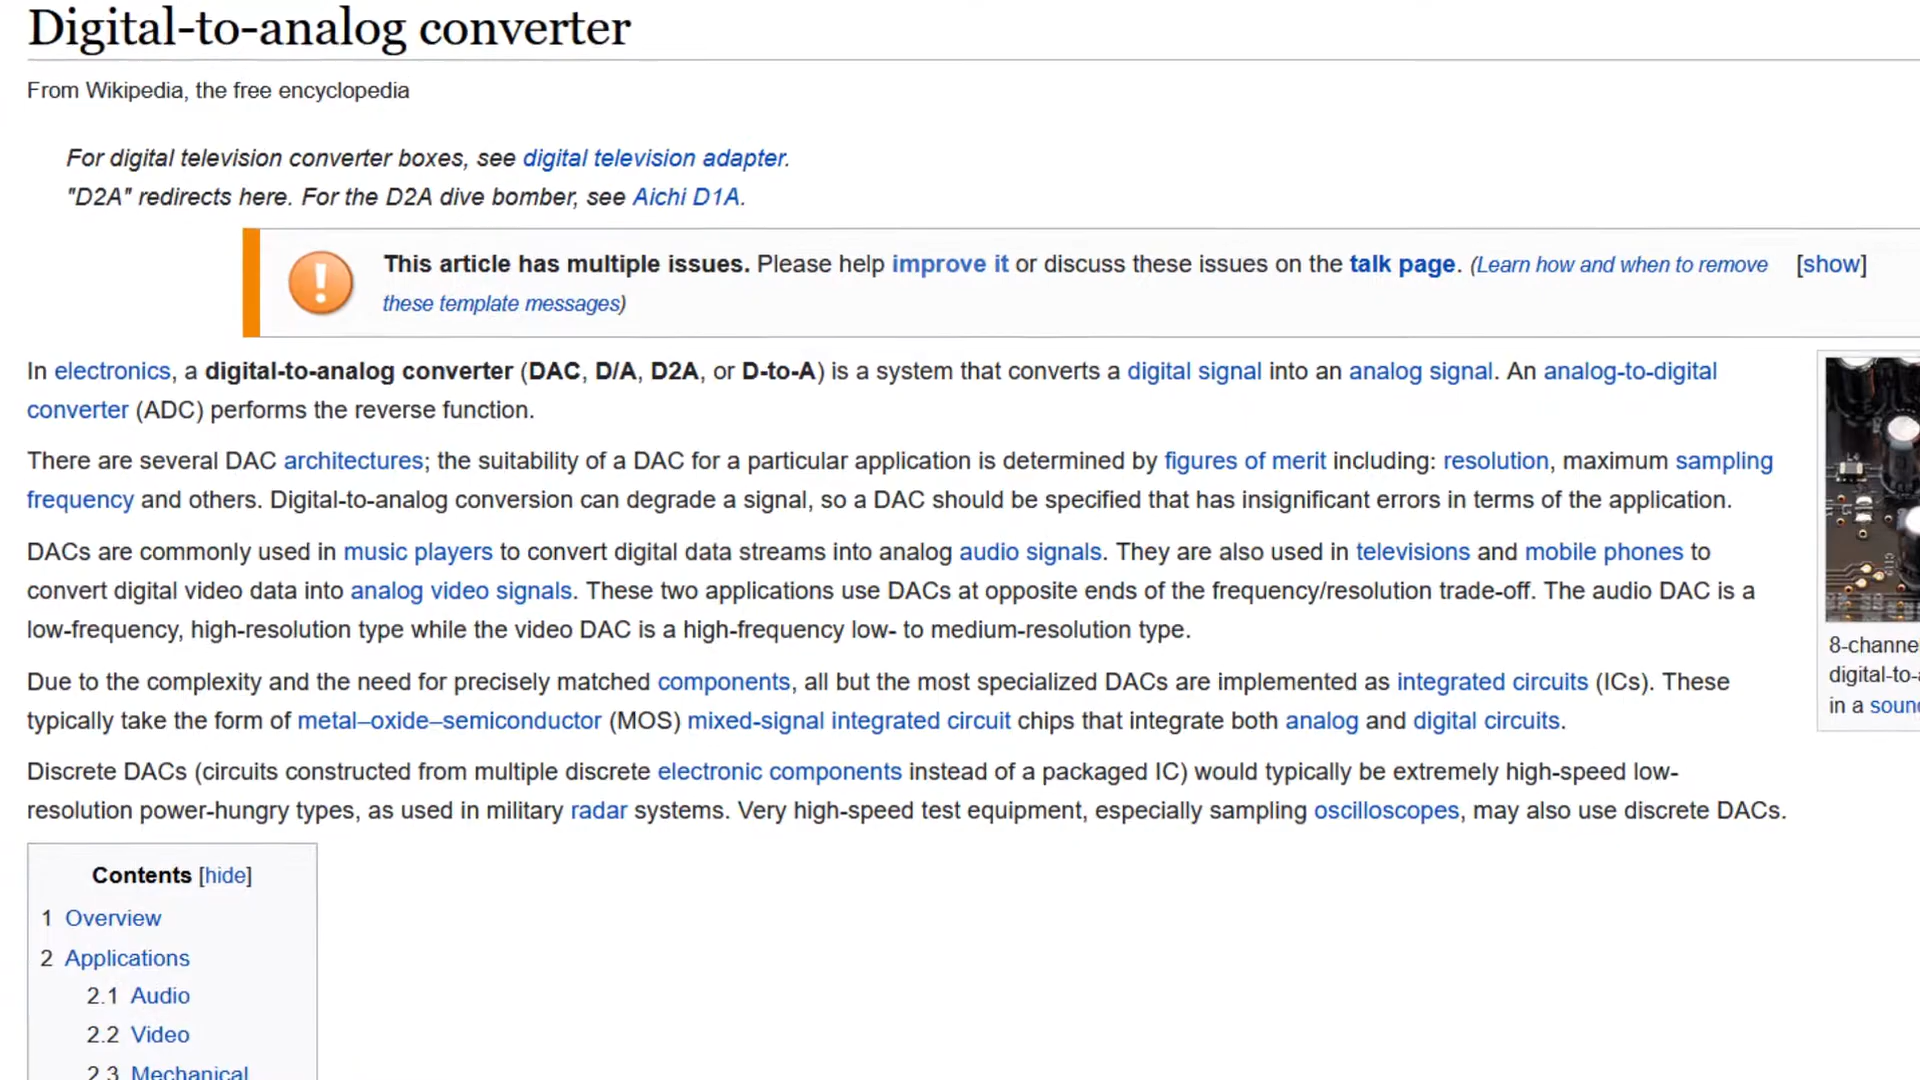 Digital-to-analog converter
From Wikipedia, the free encyclopedia
For digital television converter boxes, see digital television adapter.
"D2A" redirects here. For the D2A dive bomber, see Aichi D1A.
This article has multiple issues. Please help improve it or discuss these issues on the talk page. (Learn how and when to remove [show]
these template messages)
In electronics, a digital-to-analog converter (DAC, D/A, D2A, or D-to-A) is a system that converts a digital signal into an analog signal. An analog-to-digital
converter (ADC) performs the reverse function.
There are several DAC architectures; the suitability of a DAC for a particular application is determined by figures of merit including: resolution, maximum sampling
frequency and others. Digital-to-analog conversion can degrade a signal, so a DAC should be specified that has insignificant errors in terms of the application.
DACs are commonly used in music players to convert digital data streams into analog audio signals. They are also used in televisions and mobile phones to
convert digital video data into analog video signals. These two applications use DACs at opposite ends of the frequency/resolution trade-off. The audio DAC is a
low-frequency, high-resolution type while the video DAC is a high-frequency low- to medium-resolution type.
Due to the complexity and the need for precisely matched components, all but the most specialized DACs are implemented as integrated circuits (ICs). These
typically take the form of metal–oxide–semiconductor (MOS) mixed-signal integrated circuit chips that integrate both analog and digital circuits.
Discrete DACs (circuits constructed from multiple discrete electronic components instead of a packaged IC) would typically be extremely high-speed low-
resolution power-hungry types, as used in military radar systems. Very high-speed test equipment, especially sampling oscilloscopes, may also use discrete DACs.
8-channe
digital-to-
in a soun
Contents [hide]
1 Overview
2 Applications
2.1 Audio
2.2 Video
2.3 Mechanical